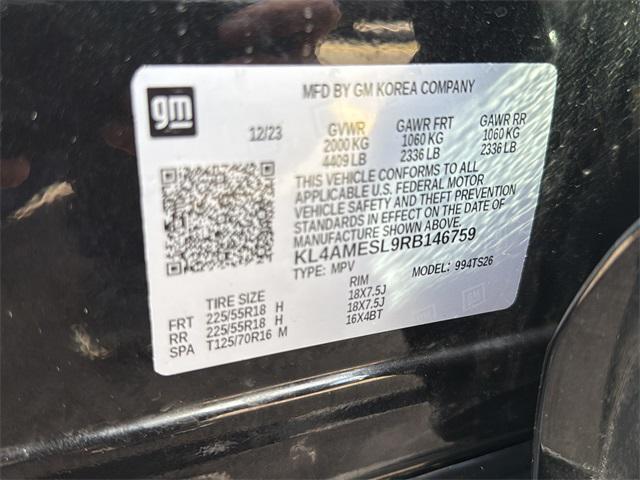 gm
MFD BY GM KOREA COMPANY
12/23 GVWR GAWR FRT GAWR RR
2000 KG 1060 KG 1060 KG
4409 LB 2336 LB 2336 LB
THIS VEHICLE CONFORMS TO ALL
APPLICABLE U.S. FEDERAL MOTOR
VEHICLE SAFETY AND THEFT PREVENTION
STANDARDS IN EFFECT ON THE DATE OF
MANUFACTURE SHOWN ABOVE.
KL4AMESL9RB146759
TYPE: MPV MODEL: 994TS26
TIRE SIZE RIM
FRT 225/55R18 H 18X7.5J
RR 225/55R18 H 18X7.5J
SPA T125/70R16 M 16X4BT